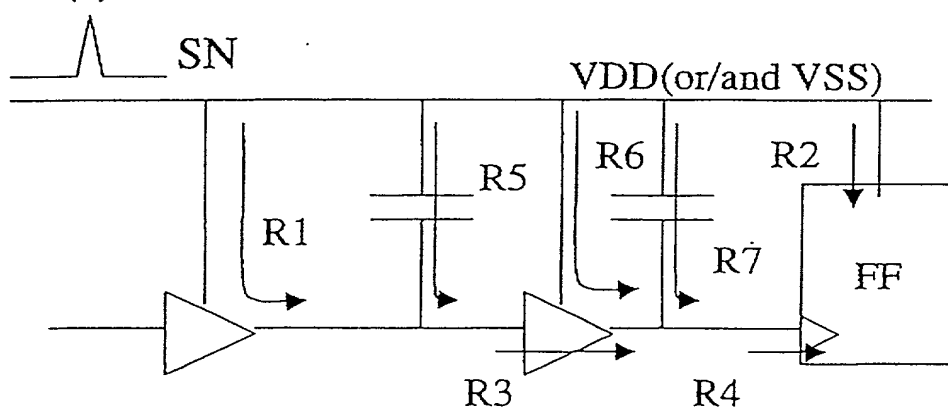 SN
VDD(or/and VSS)
R1
R5
R6
R2
R7
FF
R3
R4